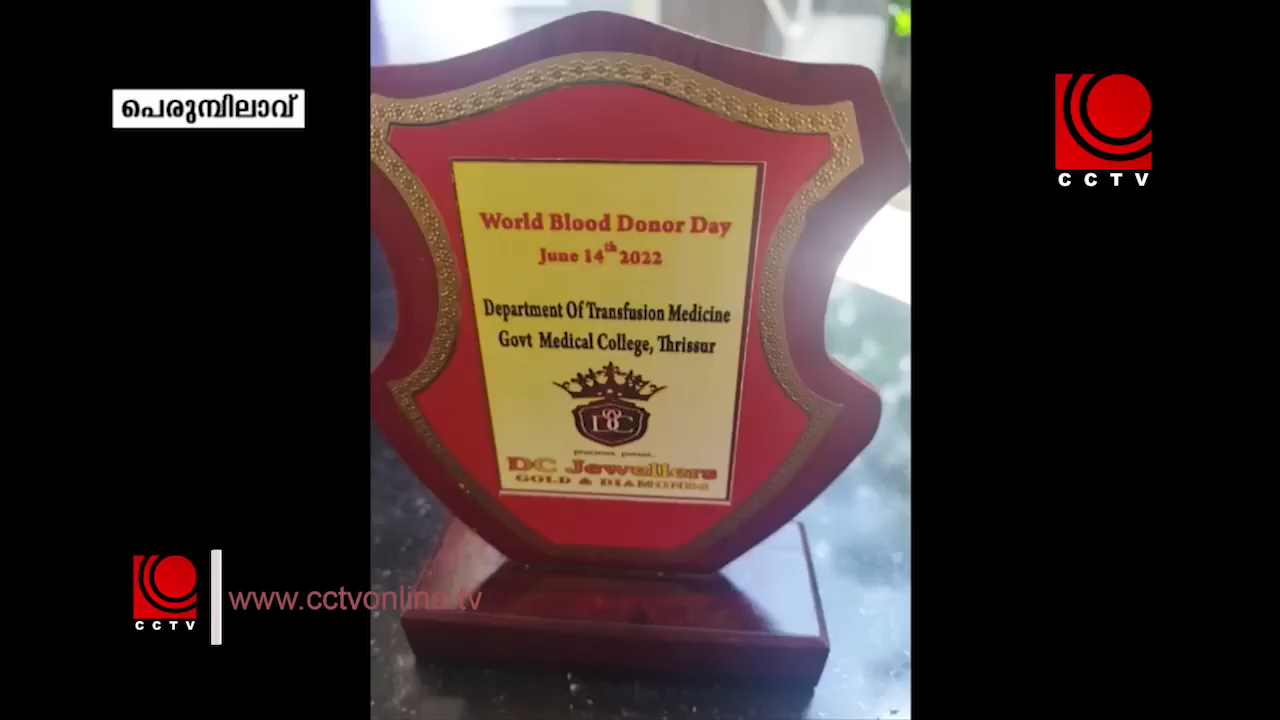 പെരുമ്പിലാവ്
CCTV
World Blood Donor Day
June 14th 2022
Department Of Transfusion Medicine
Govt Medical College, Thrissur
DC
DC Jewellers
GOLD & DIAMONDS
CCTV
www.cctvonline.tv